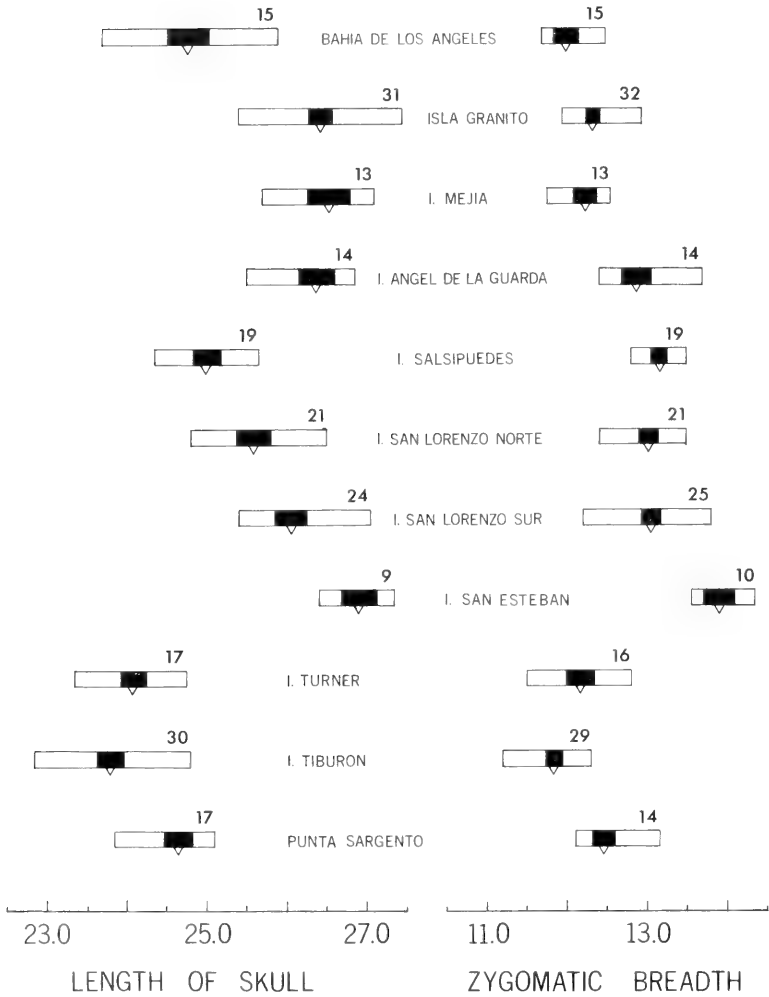 15 BAHIA DE LOS ANGELES 15
31 ISLA GRANITO 32
13 I. MEJIA 13
14 I. ANGEL DE LA GUARDA 14
19 I. SALSIPUEDES 19
21 I. SAN LORENZO NORTE 21
24 I. SAN LORENZO SUR 25
9 I. SAN ESTEBAN 10
17 I. TURNER 16
30 I. TIBURON 29
17 PUNTA SARGENTO 14
23.0 25.0 27.0 11.0 13.0
LENGTH OF SKULL ZYGOMATIC BREADTH